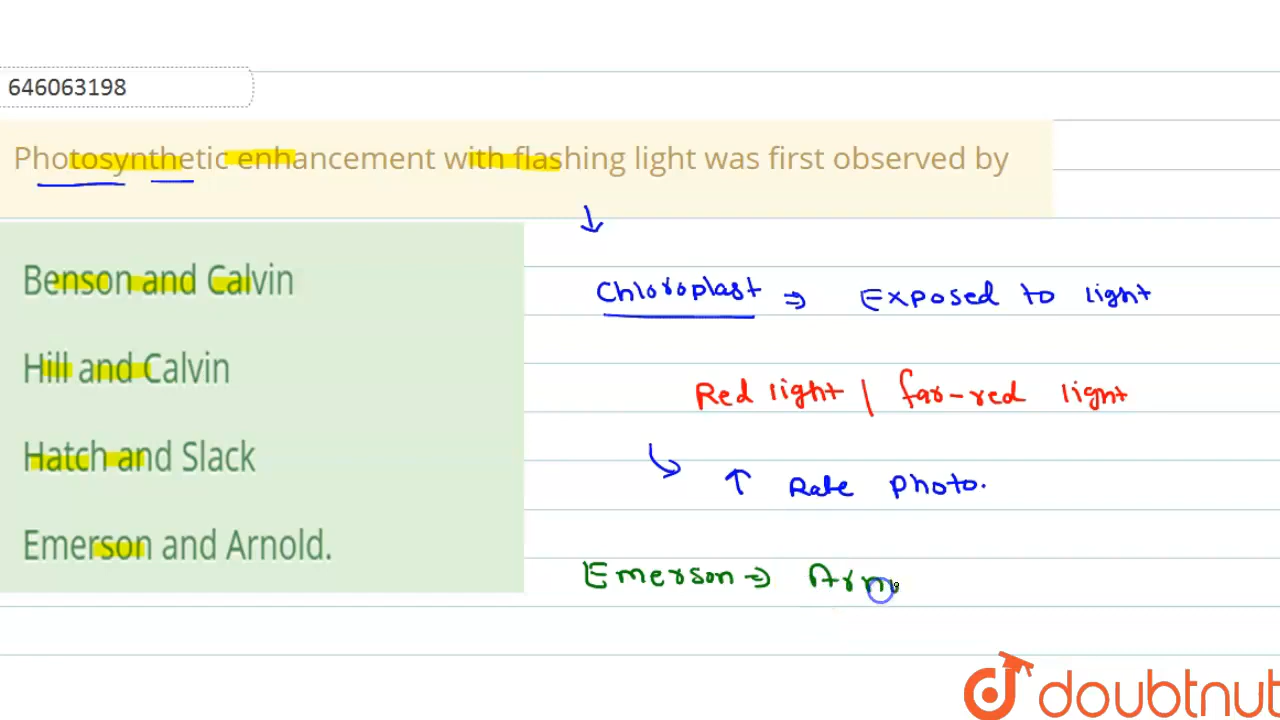 646063198
Photosynthetic enhancement with flashing light was first observed by
Benson and Calvin
Hill and Calvin
Hatch and Slack
Emerson and Arnold.
↓
Chloroplast ⇒ Exposed to light
Red light / far-red light
↑ Rate photo.
Emerson ⇒ Arn
doubtnut